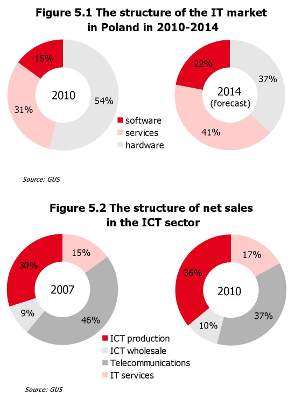 Figure 5.1 The structure of the IT market
in Poland in 2010-2014
15%
31%
54%
2010
22%
37%
41%
2014
(forecast)
software
services
hardware
Source: GUS
Figure 5.2 The structure of net sales
in the ICT sector
30%
15%
9%
46%
2007
36%
17%
10%
37%
2010
ICT production
ICT wholesale
Telecommunications
IT services
Source: GUS